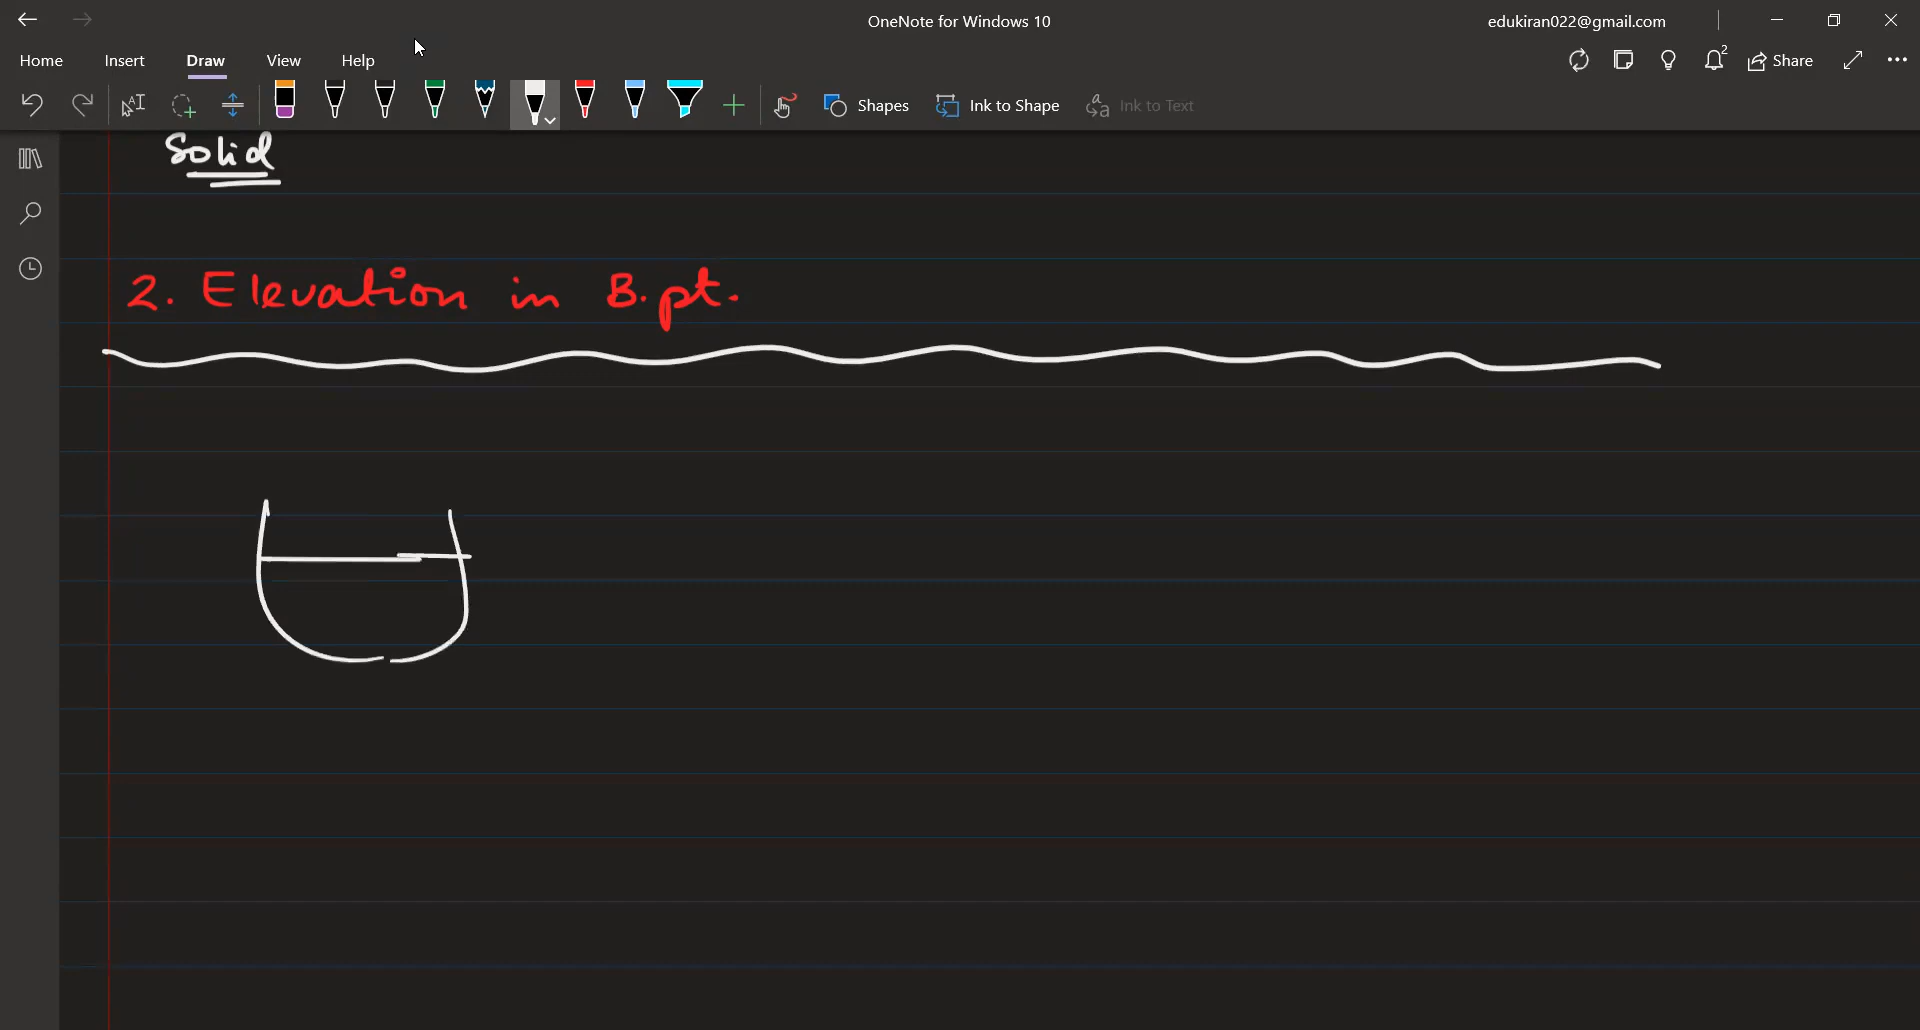 OneNote for Windows 10
edukiran022@gmail.com
Home Insert Draw View Help
2
Share
Shapes Ink to Shape Ink to Text
Solid
2. Elevation in B.pt.